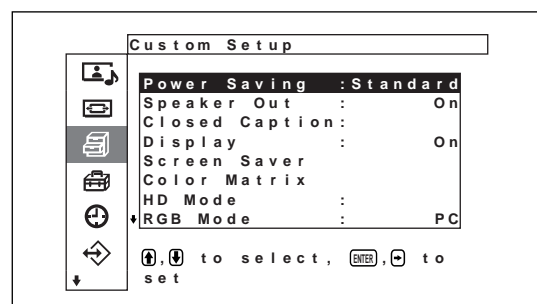 Custom Setup
Power Saving :Standard
Speaker Out : On
Closed Caption:
Display : On
Screen Saver
Color Matrix
HD Mode :
RGB Mode : PC
, to select, ENTER , to
set